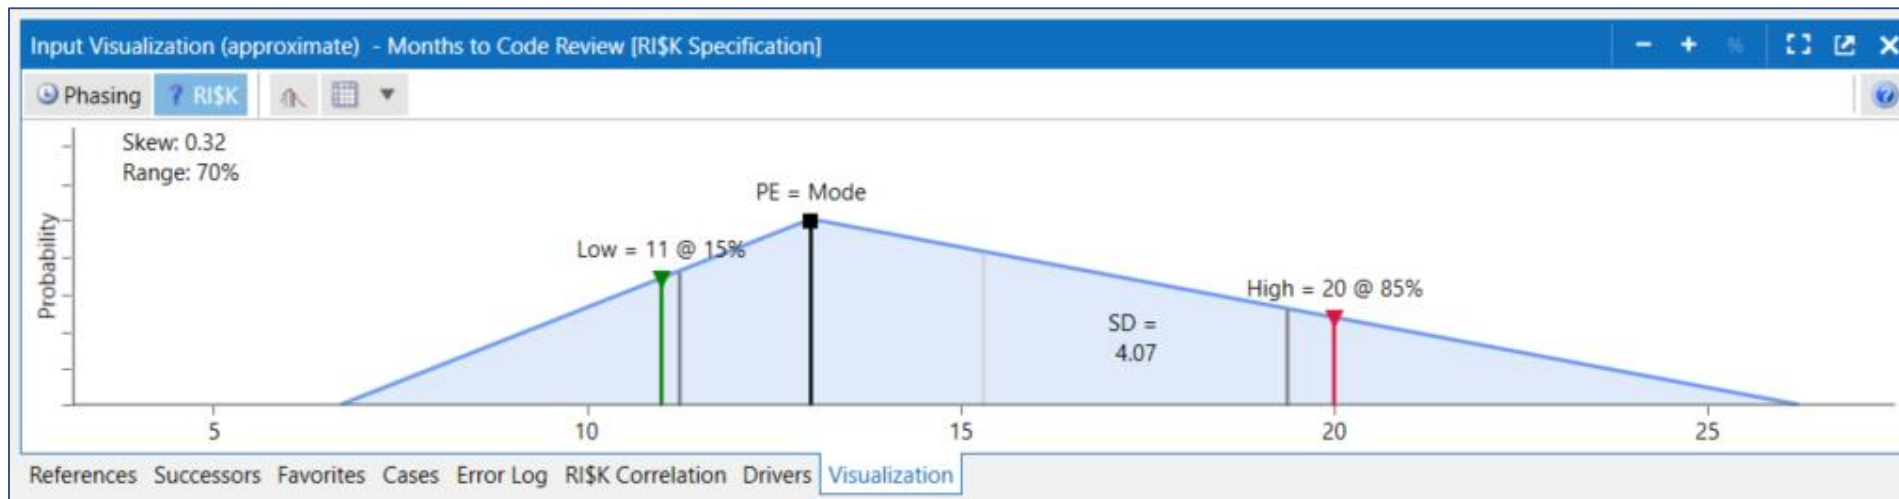 Input Visualization (approximate) - Months to Code Review [RI$K Specification]
Phasing ? RI$K
Skew: 0.32
Range: 70%
PE = Mode
Low = 11 @ 15%
High = 20 @ 85%
SD =
4.07
Probability
5 10 15 20 25
References Successors Favorites Cases Error Log RI$K Correlation Drivers Visualization